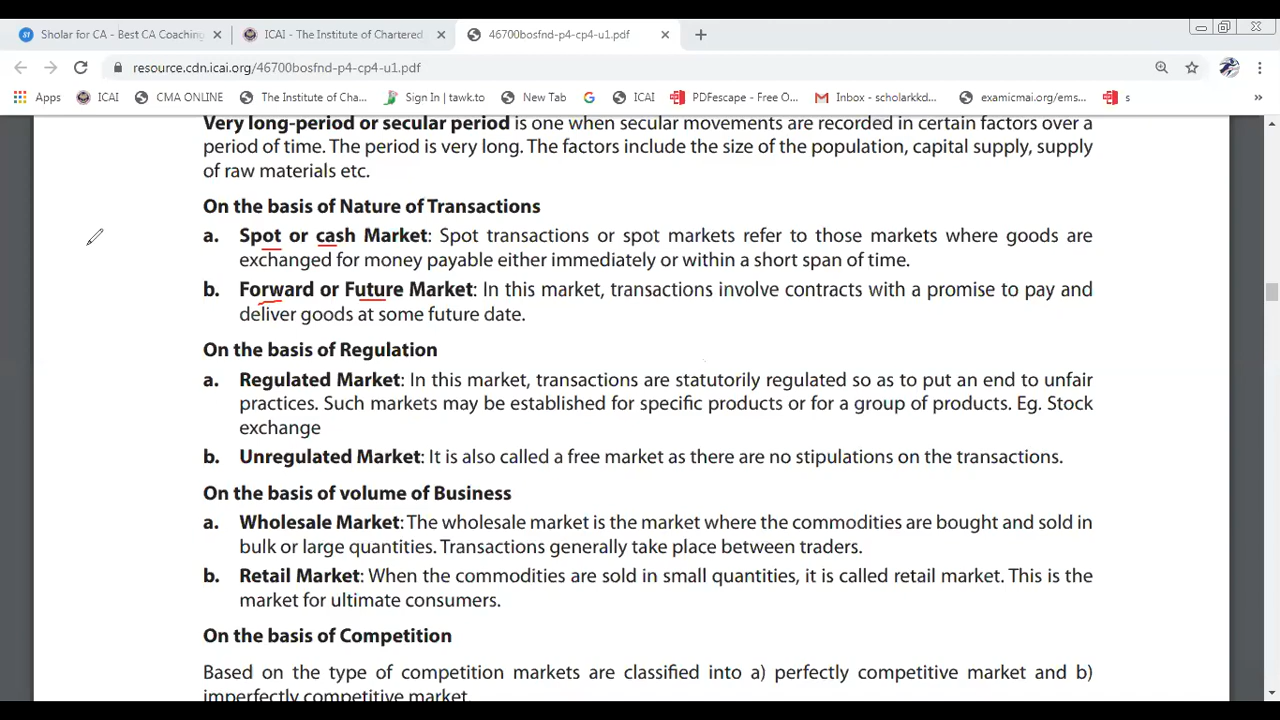 Sholar for CA - Best CA Coaching
ICAI - The Institute of Chartered
46700bosfnd-p4-cp4-u1.pdf
resource.cdn.icai.org/46700bosfnd-p4-cp4-u1.pdf
Apps ICAI CMA ONLINE The Institute of Cha... Sign In | tawk.to New Tab ICAI PDFescape - Free O... Inbox - scholarkkd... examicmai.org/ems... s »
Very long-period or secular period is one when secular movements are recorded in certain factors over a
period of time. The period is very long. The factors include the size of the population, capital supply, supply
of raw materials etc.
On the basis of Nature of Transactions
a. Spot or cash Market: Spot transactions or spot markets refer to those markets where goods are
exchanged for money payable either immediately or within a short span of time.
b. Forward or Future Market: In this market, transactions involve contracts with a promise to pay and
deliver goods at some future date.
On the basis of Regulation
a. Regulated Market: In this market, transactions are statutorily regulated so as to put an end to unfair
practices. Such markets may be established for specific products or for a group of products. Eg. Stock
exchange
b. Unregulated Market: It is also called a free market as there are no stipulations on the transactions.
On the basis of volume of Business
a. Wholesale Market: The wholesale market is the market where the commodities are bought and sold in
bulk or large quantities. Transactions generally take place between traders.
b. Retail Market: When the commodities are sold in small quantities, it is called retail market. This is the
market for ultimate consumers.
On the basis of Competition
Based on the type of competition markets are classified into a) perfectly competitive market and b)
imperfectly competitive market.